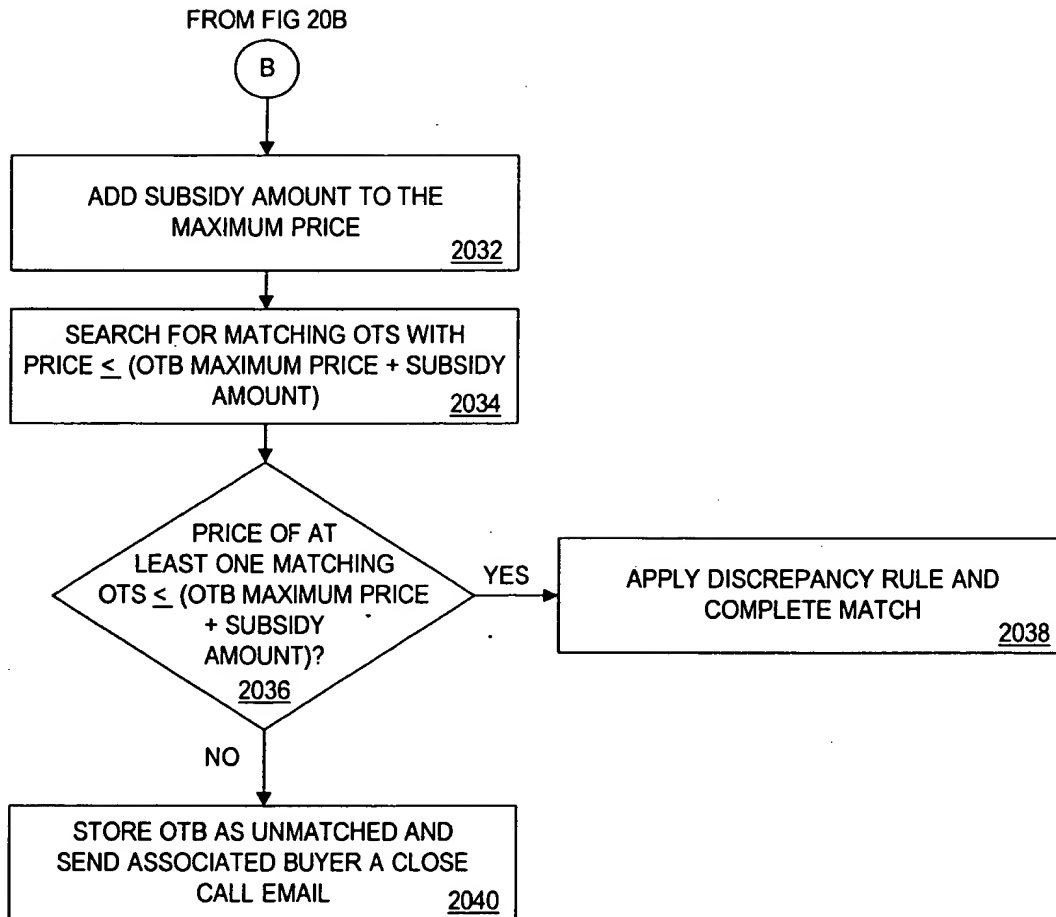 FROM FIG 20B
B
ADD SUBSIDY AMOUNT TO THE
MAXIMUM PRICE
2032
SEARCH FOR MATCHING OTS WITH
PRICE ≤ (OTB MAXIMUM PRICE + SUBSIDY
AMOUNT)
2034
PRICE OF AT
LEAST ONE MATCHING
OTS ≤ (OTB MAXIMUM PRICE
+ SUBSIDY
AMOUNT)?
2036
YES
APPLY DISCREPANCY RULE AND
COMPLETE MATCH
2038
NO
STORE OTB AS UNMATCHED AND
SEND ASSOCIATED BUYER A CLOSE
CALL EMAIL
2040